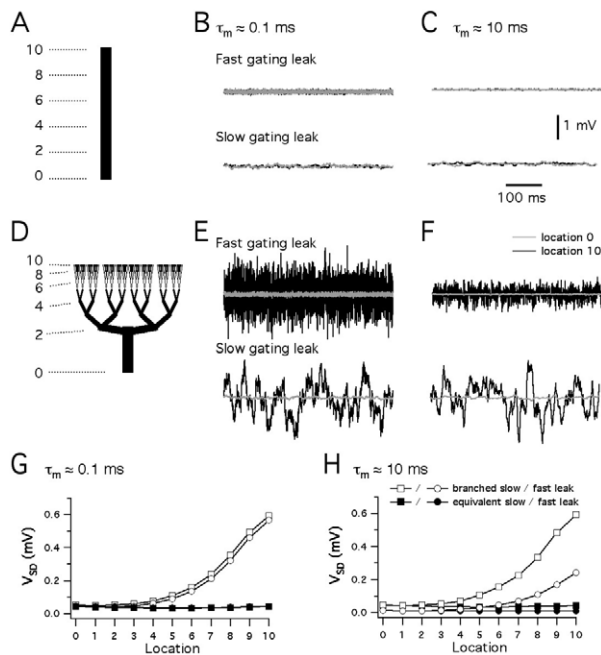 A
10
8
6
4
2
0
B τm ≈ 0.1 ms
Fast gating leak
Slow gating leak
C τm ≈ 10 ms
1 mV
100 ms
D
10
8
6
4
2
0
E
Fast gating leak
Slow gating leak
F
location 0
location 10
G τm ≈ 0.1 ms
VSD (mV)
0.6
0.4
0.2
0.0
0 1 2 3 4 5 6 7 8 9 10
Location
H τm ≈ 10 ms
/ branched slow / fast leak
/ equivalent slow / fast leak
VSD (mV)
0.6
0.4
0.2
0.0
0 1 2 3 4 5 6 7 8 9 10
Location